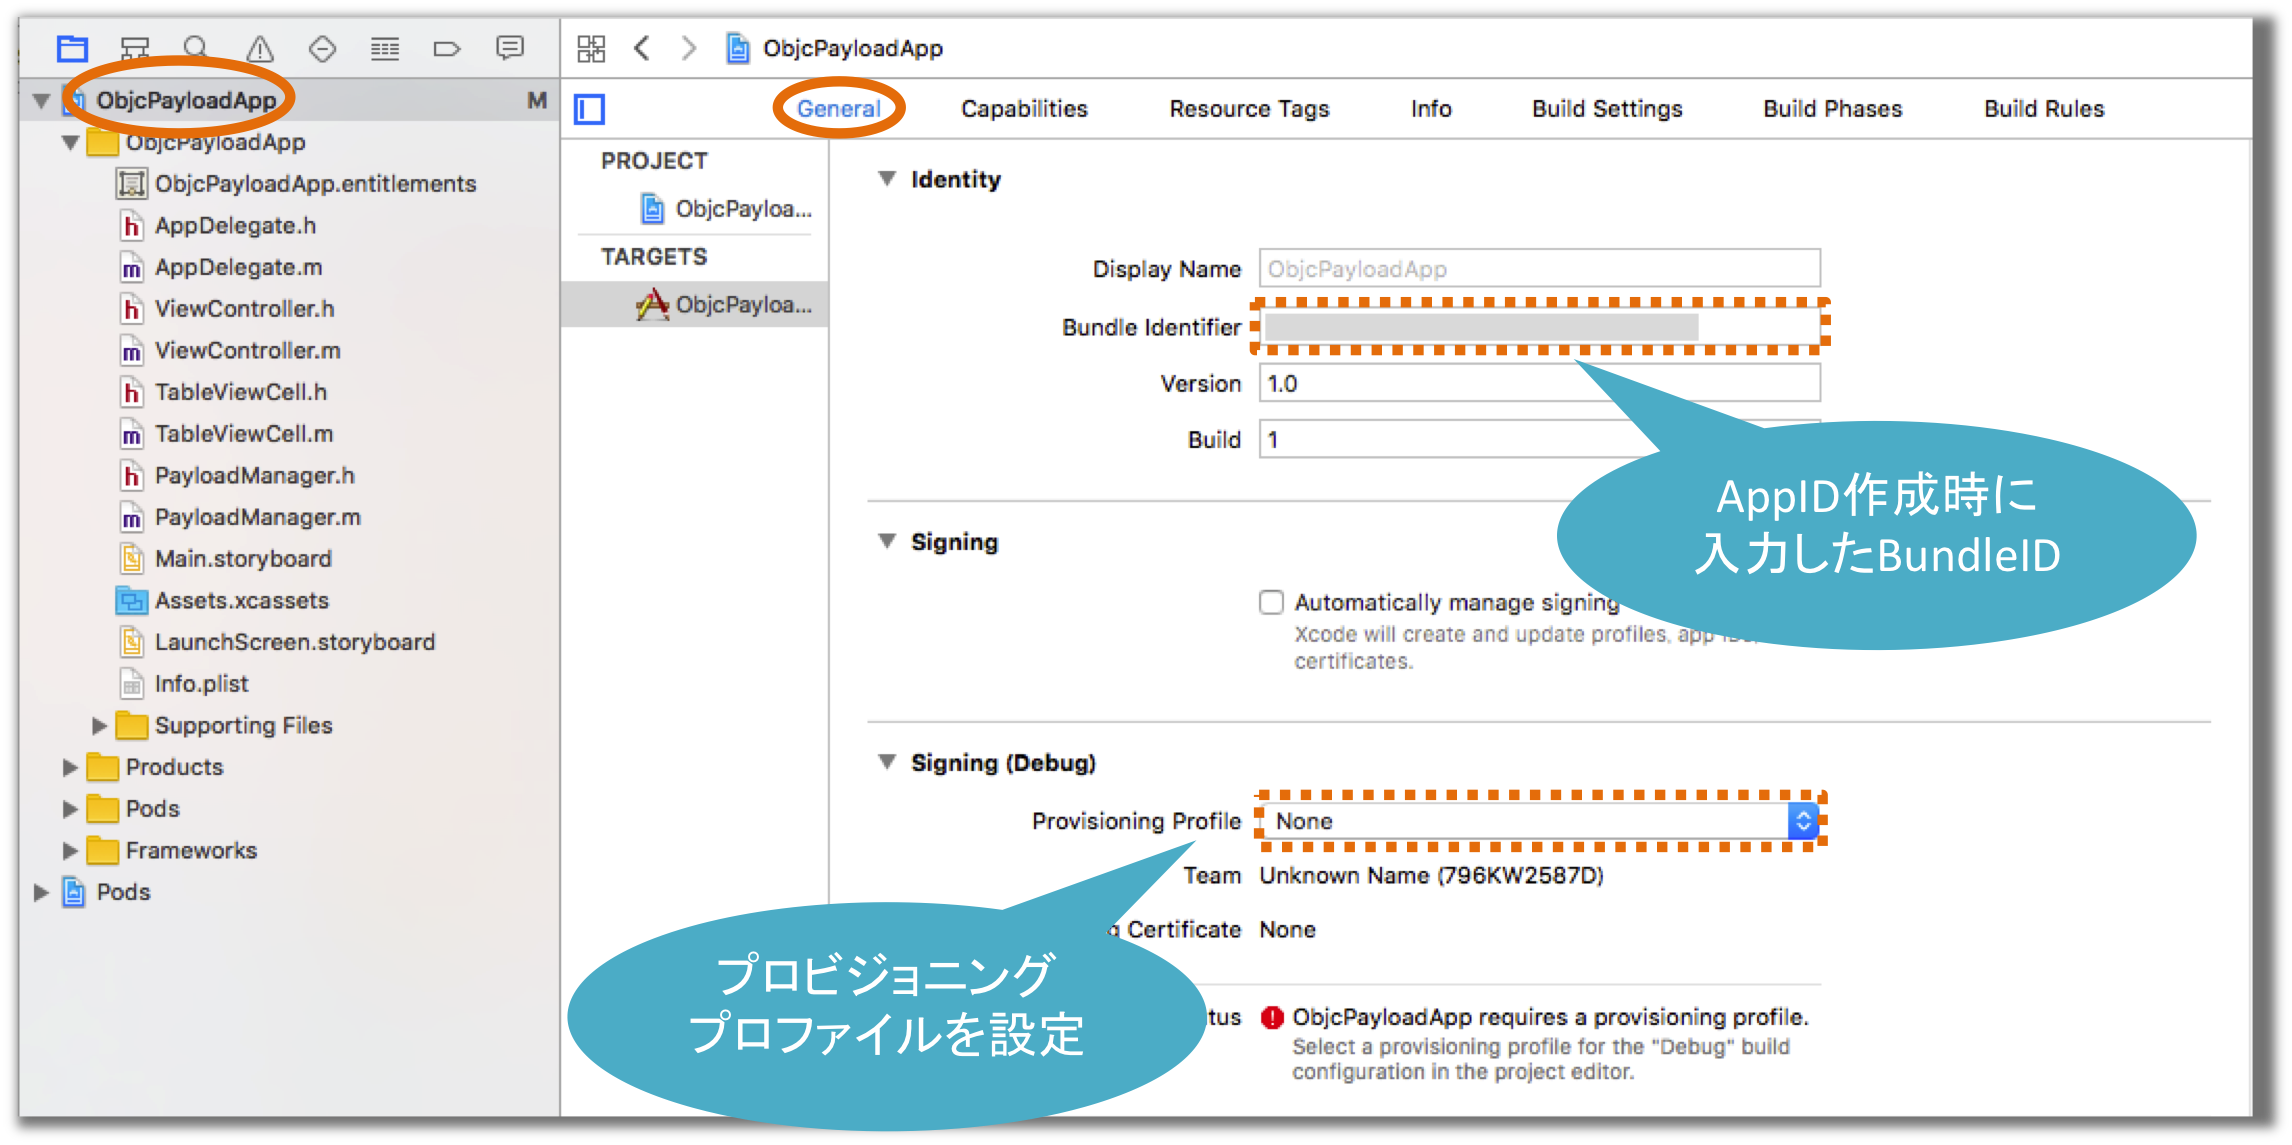 ObjcPayloadApp
ObjcPayloadApp
M
ObjcPayloadApp
ObjcPayloadApp.entitlements
AppDelegate.h
AppDelegate.m
ViewController.h
ViewController.m
TableViewCell.h
TableViewCell.m
PayloadManager.h
PayloadManager.m
Main.storyboard
Assets.xcassets
LaunchScreen.storyboard
Info.plist
Supporting Files
Products
Pods
Frameworks
Pods
General
Capabilities
Resource Tags
Info
Build Settings
Build Phases
Build Rules
PROJECT
ObjcPayloa...
TARGETS
ObjcPayloa...
Identity
Display Name
ObjcPayloadApp
Bundle Identifier
Version
1.0
Build
1
AppID作成時に
入力したBundleID
Signing
Automatically manage signing
Xcode will create and update profiles, app
certificates.
Signing (Debug)
Provisioning Profile
None
Team
Unknown Name (796KW2587D)
Certificate
None
プロビジョニング
プロファイルを設定
ObjcPayloadApp requires a provisioning profile.
Select a provisioning profile for the "Debug" build
configuration in the project editor.